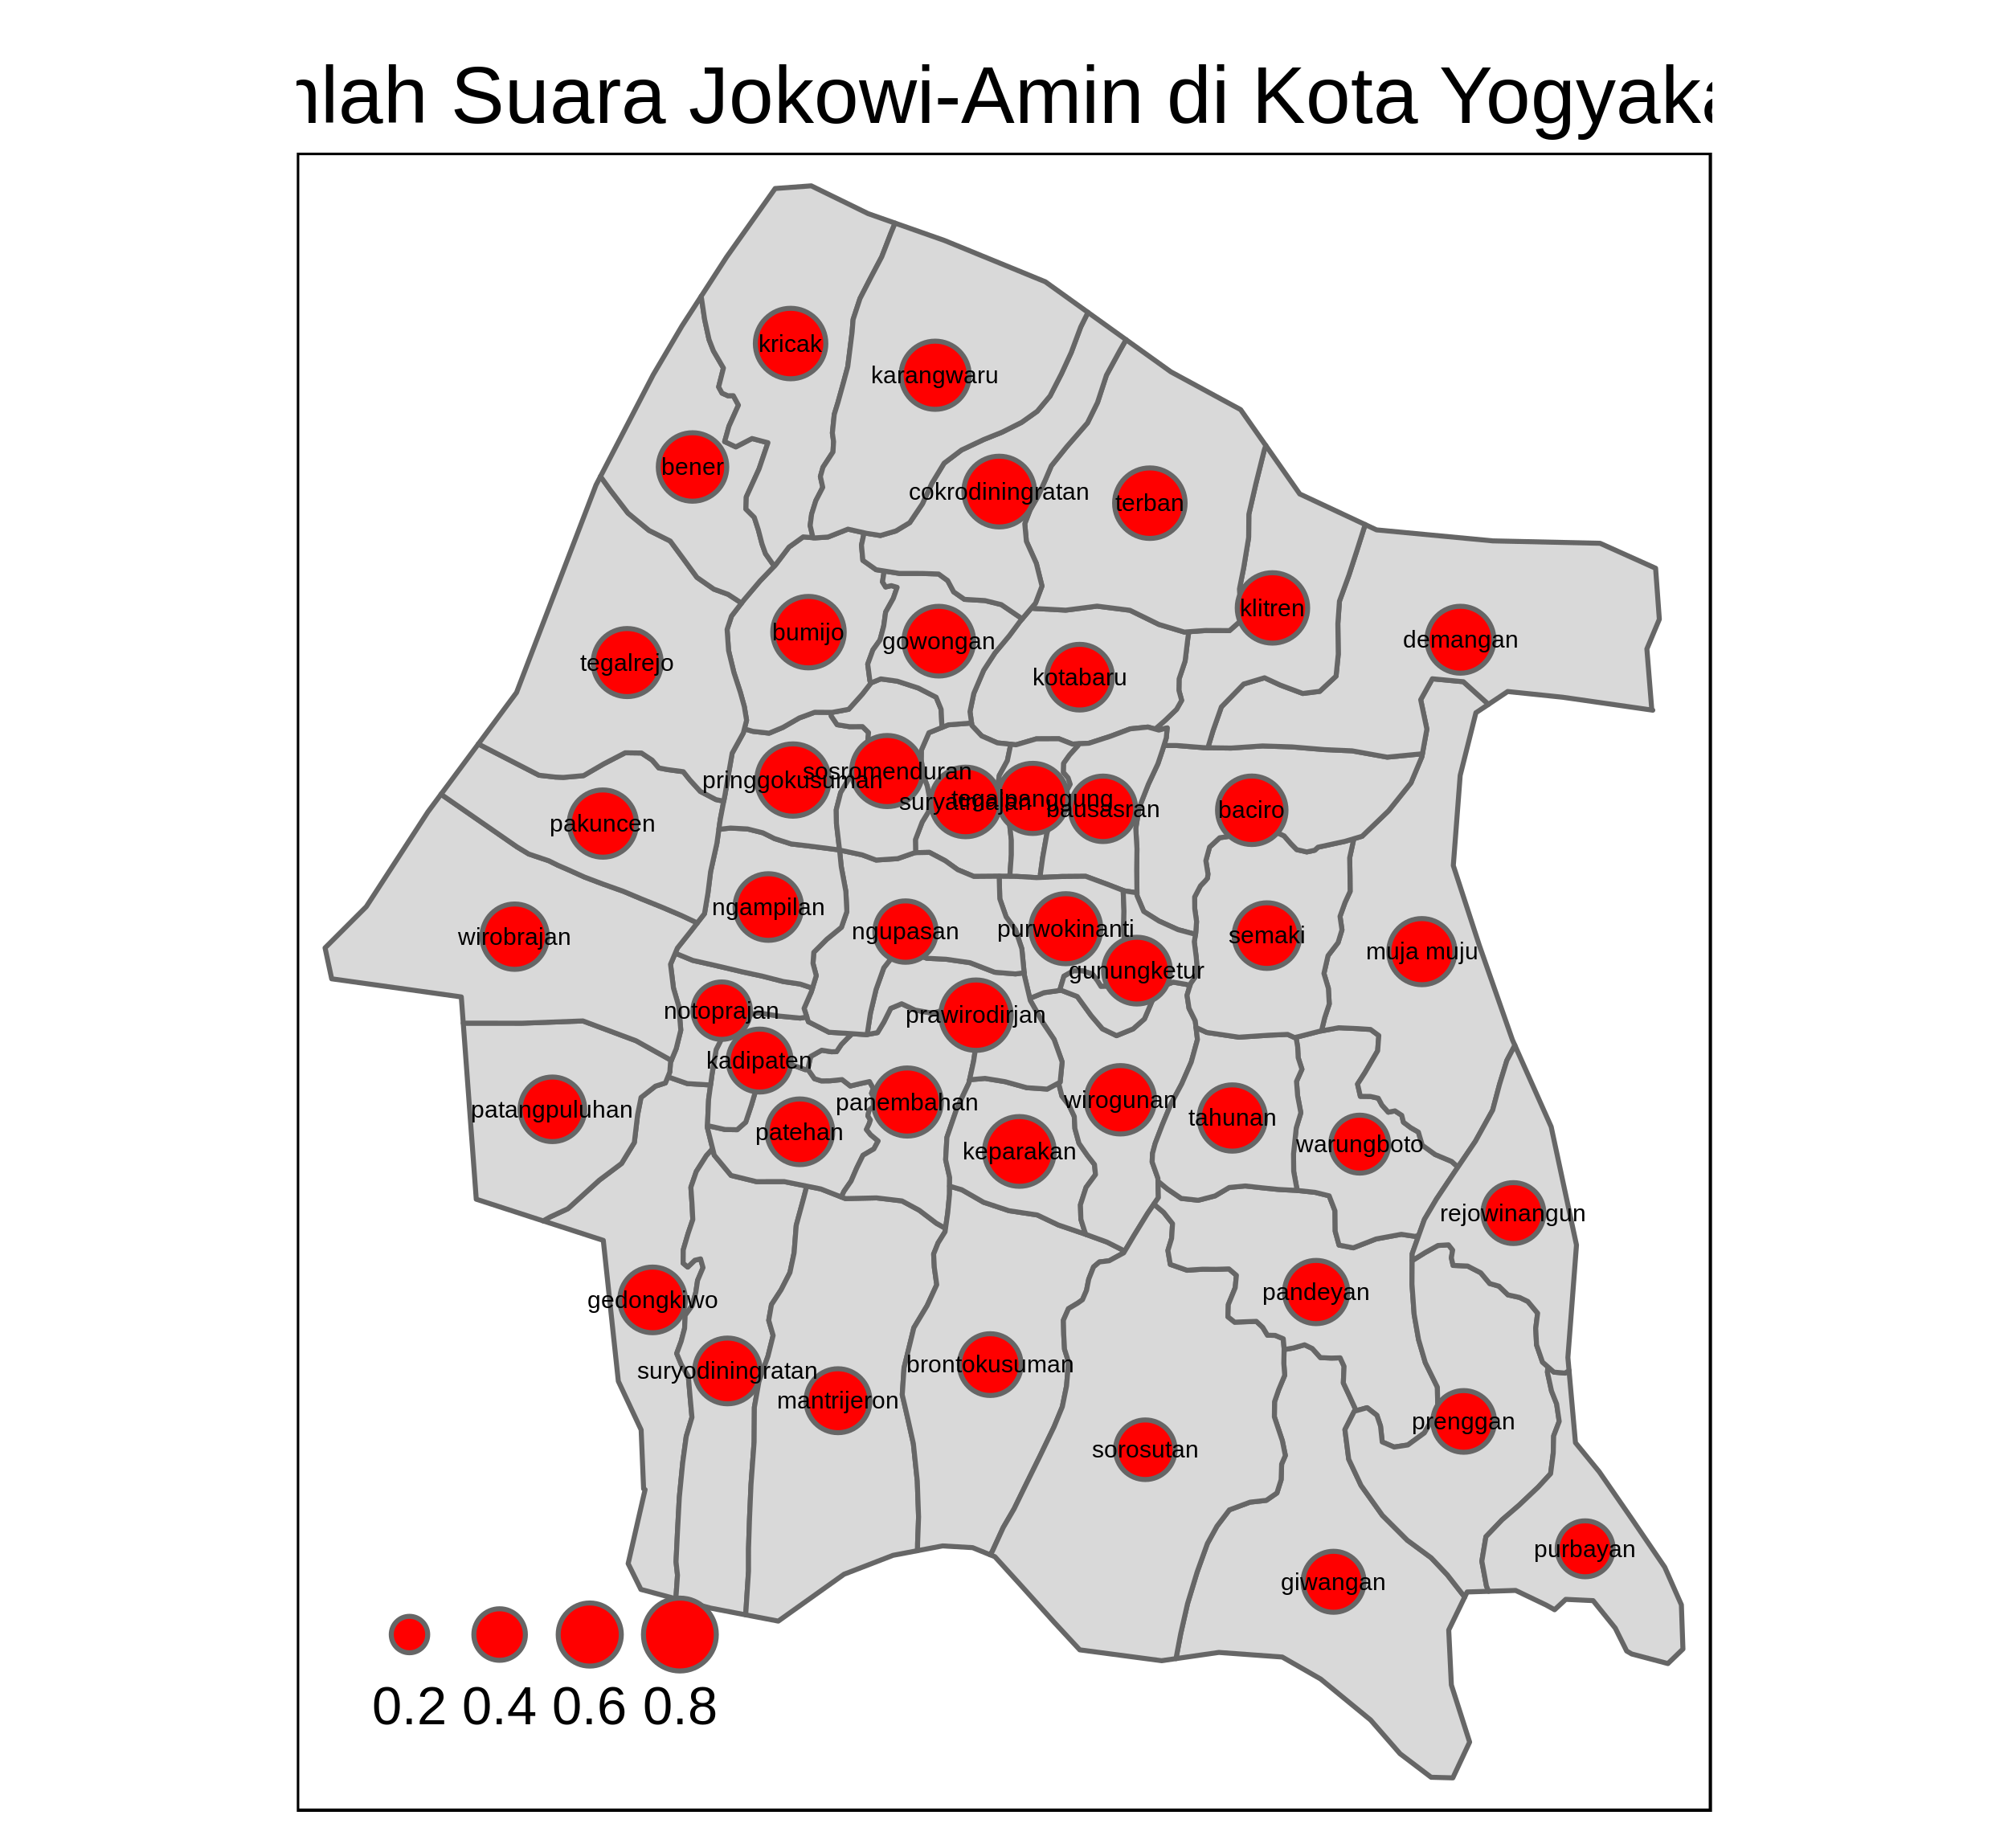 nlah Suara Jokowi-Amin di Kota Yogyaka
kricak
karangwaru
bener
cokrodiningratan
terban
klitren
bumijo
gowongan
demangan
tegalrejo
kotabaru
sosromenduran
pringgokusuman
suryatmajan
tegalpanggung
bausasran
baciro
pakuncen
ngampilan
ngupasan
purwokinanti
semaki
wirobrajan
muja muju
gunungketur
notoprajan
prawirodirjan
kadipaten
panembahan
wirogunan
patangpuluhan
tahunan
patehan
keparakan
warungboto
rejowinangun
pandeyan
gedongkiwo
brontokusuman
suryodiningratan
mantrijeron
prenggan
sorosutan
purbayan
giwangan
0.2 0.4 0.6 0.8